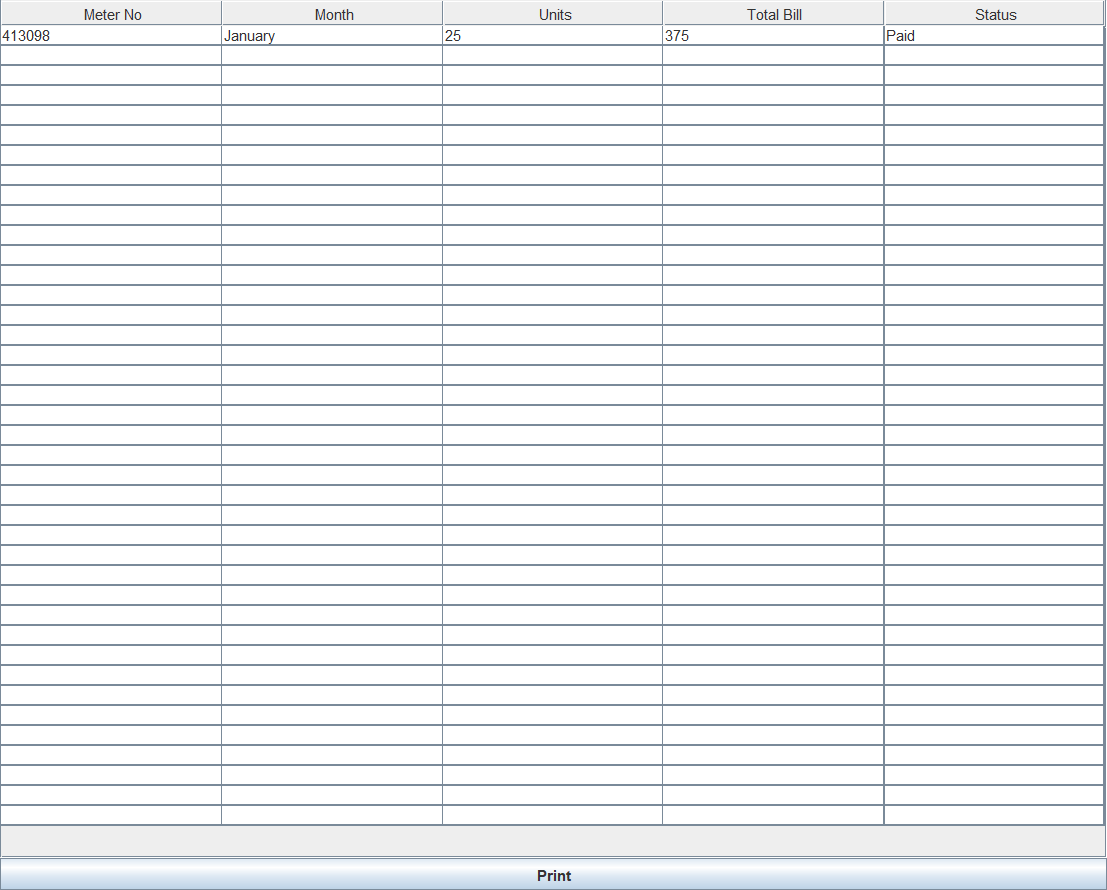 Meter No Month Units Total Bill Status
413098 January 25 375 Paid
Print